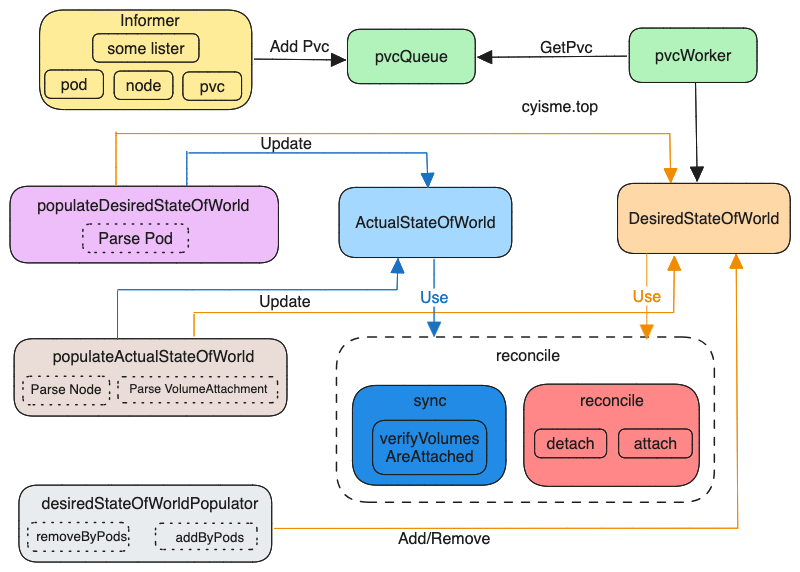 Informer
some lister
pod
node
pvc
Add Pvc
pvcQueue
GetPvc
pvcWorker
cyisme.top
Update
populateDesiredStateOfWorld
Parse Pod
ActualStateOfWorld
DesiredStateOfWorld
Update
Use
Use
populateActualStateOfWorld
Parse Node
Parse VolumeAttachment
reconcile
sync
verifyVolumes
AreAttached
reconcile
detach
attach
desiredStateOfWorldPopulator
removeByPods
addByPods
Add/Remove